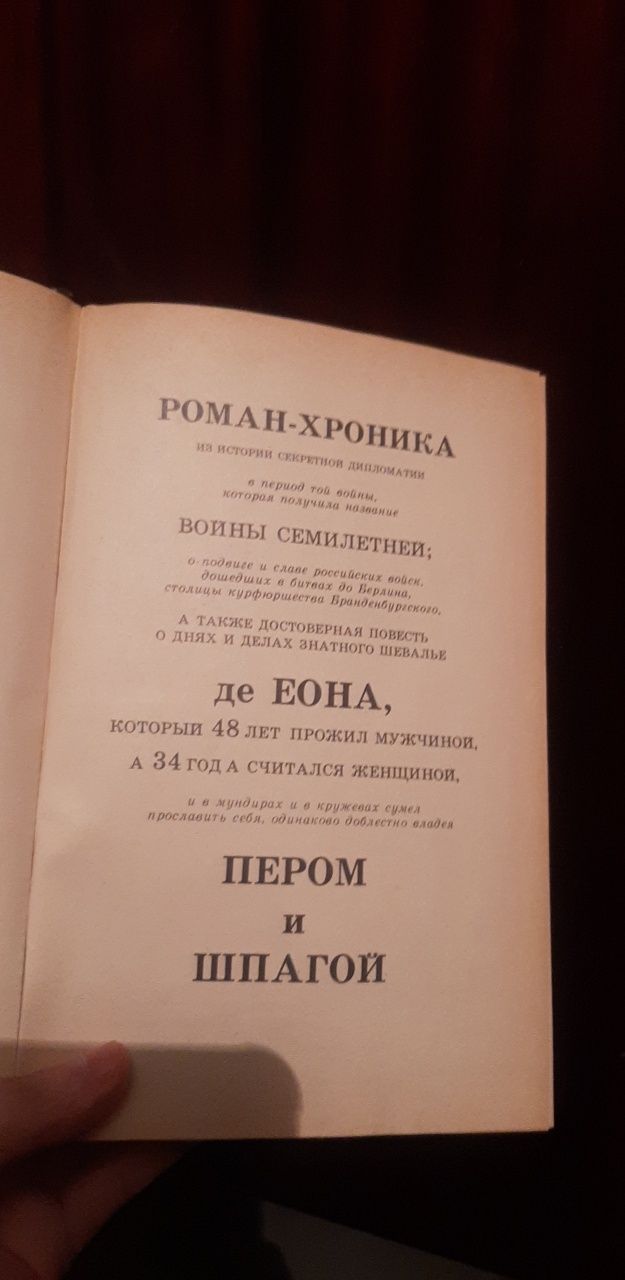 РОМАН-ХРОНИКА
ИЗ ИСТОРИИ СЕКРЕТНОЙ ДИПЛОМАТИИ
в период той войны,
которая получила название
ВОЙНЫ СЕМИЛЕТНЕЙ;
о подвиге и славе российских войск,
дошедших в битвах до Берлина,
столицы курфюршества Бранденбургского,
А ТАКЖЕ ДОСТОВЕРНАЯ ПОВЕСТЬ
О ДНЯХ И ДЕЛАХ ЗНАТНОГО ШЕВАЛЬЕ
де ЕОНА,
КОТОРЫЙ 48 ЛЕТ ПРОЖИЛ МУЖЧИНОЙ,
А 34 ГОДА СЧИТАЛСЯ ЖЕНЩИНОЙ,
и в мундирах и в кружевах сумел
прославить себя, одинаково доблестно владея
ПЕРОМ
и
ШПАГОЙ